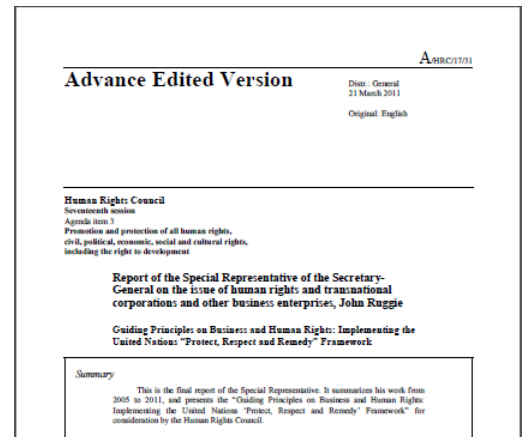 A/HRC/17/31
Advance Edited Version
Distr.: General
21 March 2011
Original: English
Human Rights Council
Seventeenth session
Agenda item 3
Promotion and protection of all human rights,
civil, political, economic, social and cultural rights,
including the right to development
Report of the Special Representative of the Secretary-
General on the issue of human rights and transnational
corporations and other business enterprises, John Ruggie
Guiding Principles on Business and Human Rights: Implementing the
United Nations “Protect, Respect and Remedy” Framework
Summary
This is the final report of the Special Representative. It summarizes his work from
2005 to 2011, and presents the “Guiding Principles on Business and Human Rights:
Implementing the United Nations ‘Protect, Respect and Remedy’ Framework” for
consideration by the Human Rights Council.